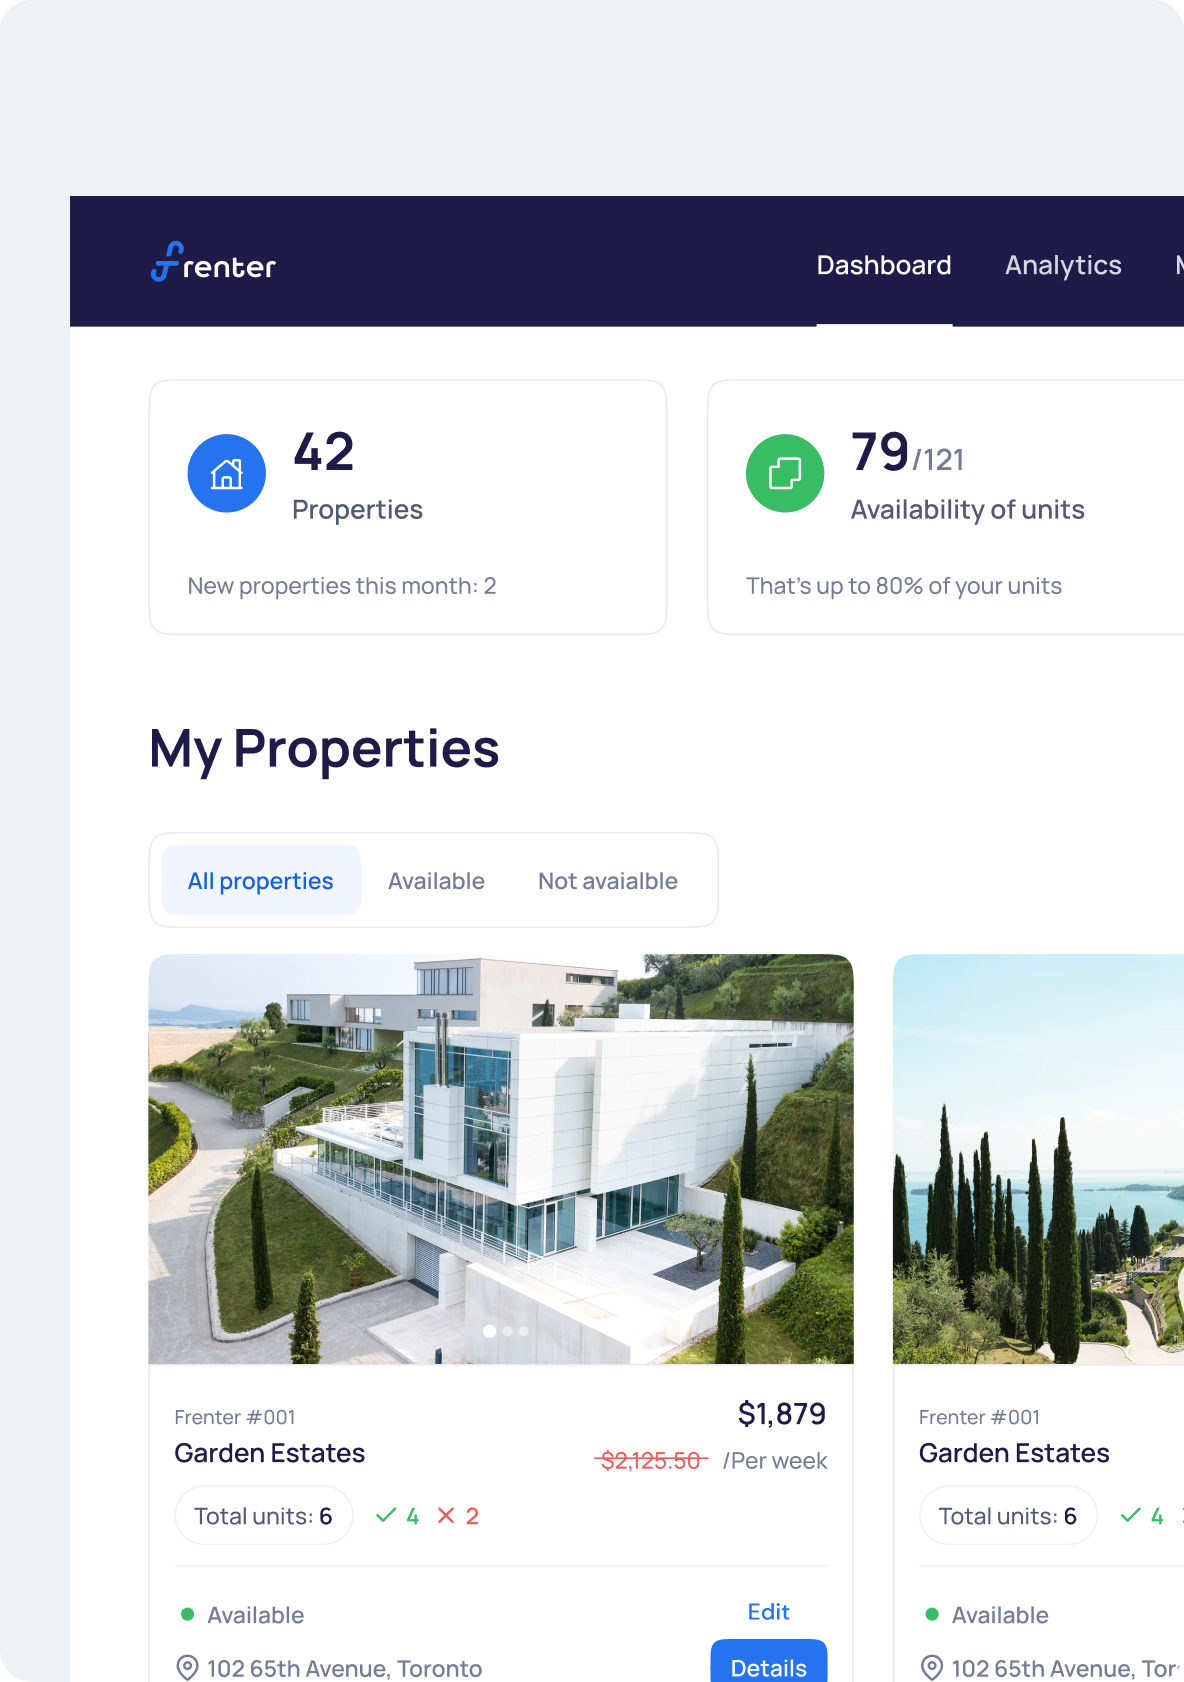 frenter
Dashboard
Analytics
42
Properties
New properties this month: 2
79/121
Availability of units
That's up to 80% of your units
My Properties
All properties
Available
Not avaialble
Frenter #001
Garden Estates
$1,879
$2,125.50 /Per week
Total units: 6
4
2
Available
Edit
102 65th Avenue, Toronto
Details
Frenter #001
Garden Estates
Total units: 6
4
Available
102 65th Avenue,